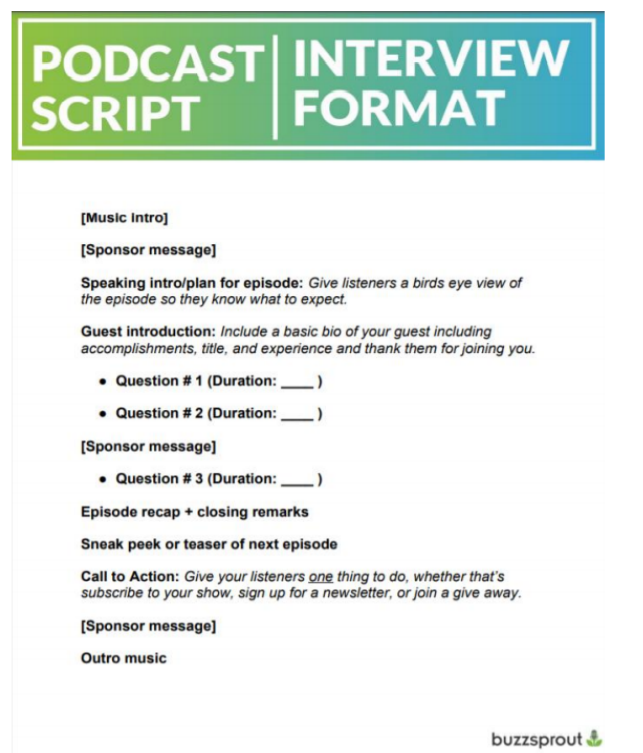 PODCAST SCRIPT
INTERVIEW FORMAT
[Music Intro]
[Sponsor message]
Speaking intro/plan for episode: Give listeners a birds eye view of
the episode so they know what to expect.
Guest introduction: Include a basic bio of your guest including
accomplishments, title, and experience and thank them for joining you.
• Question # 1 (Duration: ____ )
• Question # 2 (Duration: ____ )
[Sponsor message]
• Question # 3 (Duration: ____ )
Episode recap + closing remarks
Sneak peek or teaser of next episode
Call to Action: Give your listeners one thing to do, whether that's
subscribe to your show, sign up for a newsletter, or join a give away.
[Sponsor message]
Outro music
buzzsprout